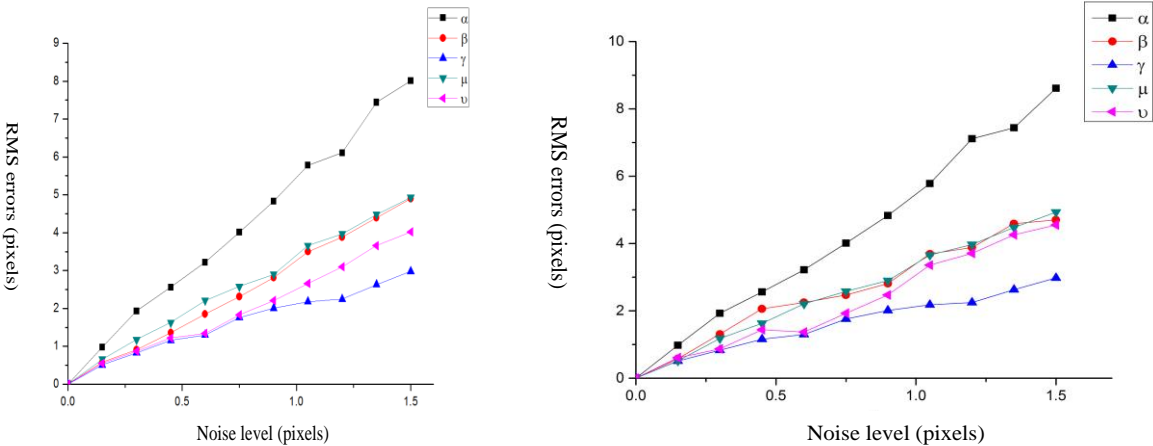 α
β
γ
μ
υ
9
8
7
6
5
4
3
2
1
0
0.0 0.5 1.0 1.5
RMS errors (pixels)
Noise level (pixels)
α
β
γ
μ
υ
10
8
6
4
2
0
0.0 0.5 1.0 1.5
RMS errors (pixels)
Noise level (pixels)